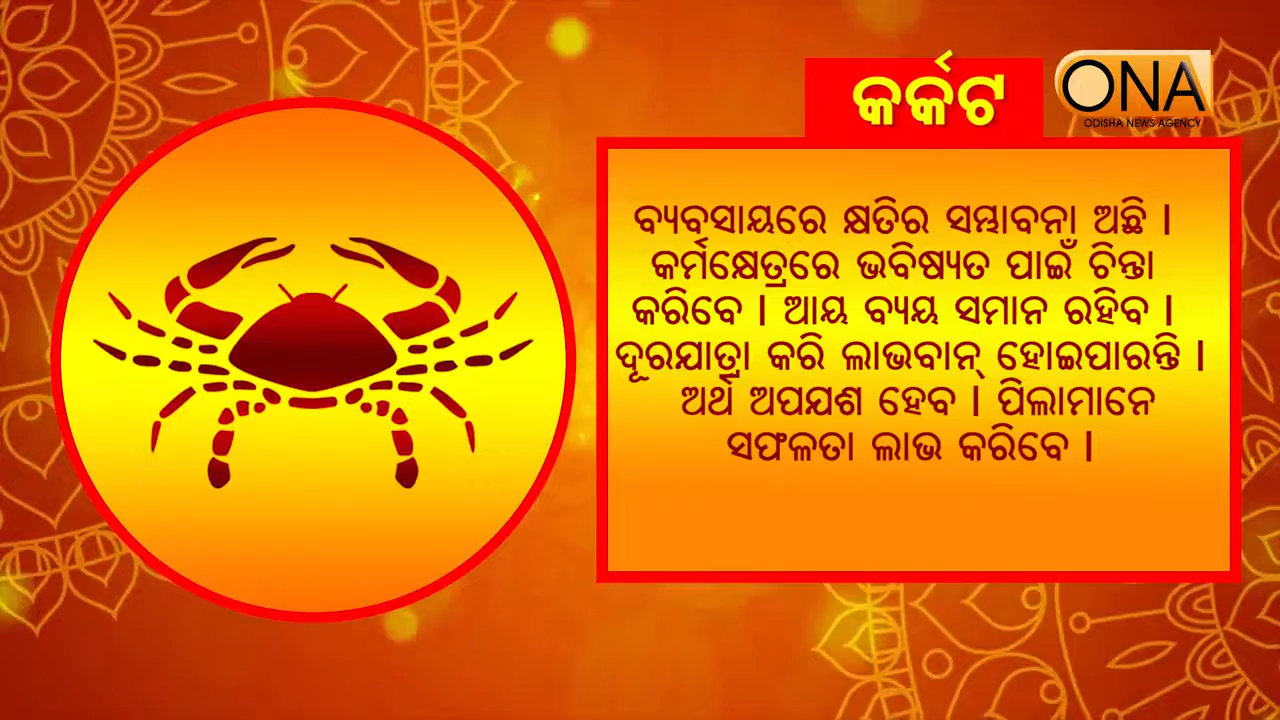 କର୍କଟ
ONA
ODISHA NEWS AGENCY
ବ୍ୟବସାୟରେ କ୍ଷତିର ସମ୍ଭାବନା ଅଛି ।
କର୍ମକ୍ଷେତ୍ରରେ ଭବିଷ୍ୟତ ପାଇଁ ଚିନ୍ତା
କରିବେ । ଆୟ ବ୍ୟୟ ସମାନ ରହିବ ।
ଦୂରଯାତ୍ରା କରି ଲାଭବାନ୍ ହୋଇପାରନ୍ତି ।
ଅର୍ଥ ଅପଯଶ ହେବ । ପିଲାମାନେ
ସଫଳତା ଲାଭ କରିବେ ।